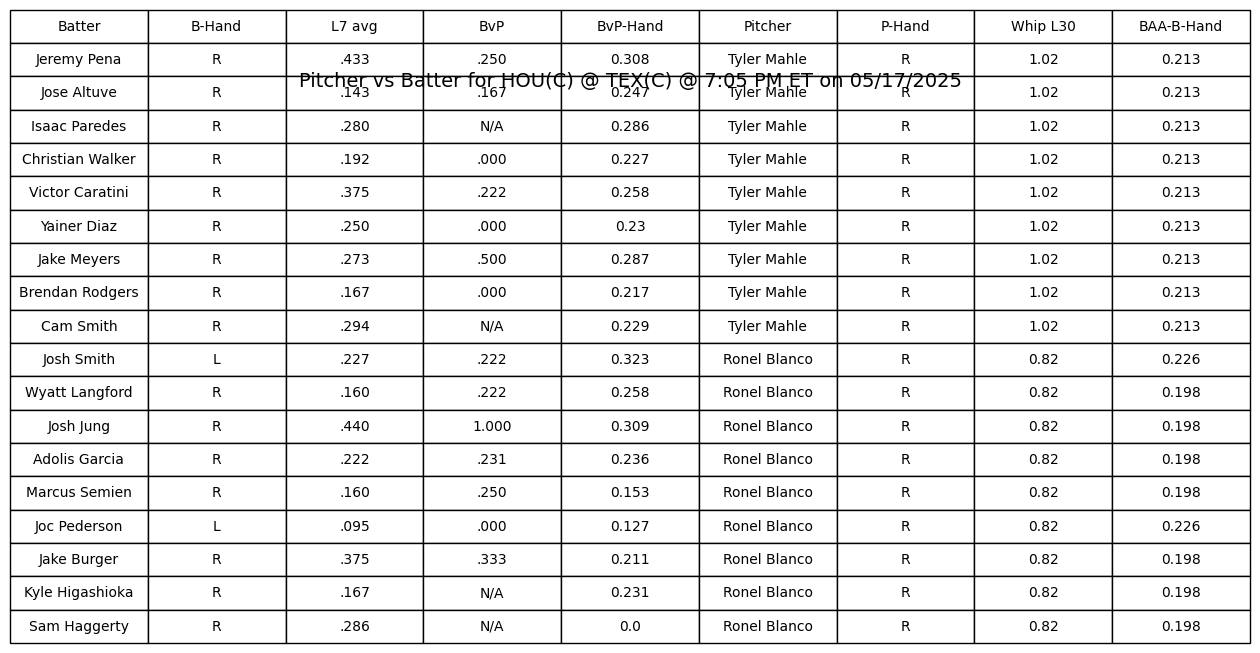 Batter B-Hand L7 avg BvP BvP-Hand Pitcher P-Hand Whip L30 BAA-B-Hand
Jeremy Pena R .433 .250 0.308 Tyler Mahle R 1.02 0.213
Pitcher vs Batter for HOU(C) @ TEX(C) @ 7:05 PM ET on 05/17/2025
Jose Altuve R .143 .167 0.247 Tyler Mahle R 1.02 0.213
Isaac Paredes R .280 N/A 0.286 Tyler Mahle R 1.02 0.213
Christian Walker R .192 .000 0.227 Tyler Mahle R 1.02 0.213
Victor Caratini R .375 .222 0.258 Tyler Mahle R 1.02 0.213
Yainer Diaz R .250 .000 0.23 Tyler Mahle R 1.02 0.213
Jake Meyers R .273 .500 0.287 Tyler Mahle R 1.02 0.213
Brendan Rodgers R .167 .000 0.217 Tyler Mahle R 1.02 0.213
Cam Smith R .294 N/A 0.229 Tyler Mahle R 1.02 0.213
Josh Smith L .227 .222 0.323 Ronel Blanco R 0.82 0.226
Wyatt Langford R .160 .222 0.258 Ronel Blanco R 0.82 0.198
Josh Jung R .440 1.000 0.309 Ronel Blanco R 0.82 0.198
Adolis Garcia R .222 .231 0.236 Ronel Blanco R 0.82 0.198
Marcus Semien R .160 .250 0.153 Ronel Blanco R 0.82 0.198
Joc Pederson L .095 .000 0.127 Ronel Blanco R 0.82 0.226
Jake Burger R .375 .333 0.211 Ronel Blanco R 0.82 0.198
Kyle Higashioka R .167 N/A 0.231 Ronel Blanco R 0.82 0.198
Sam Haggerty R .286 N/A 0.0 Ronel Blanco R 0.82 0.198